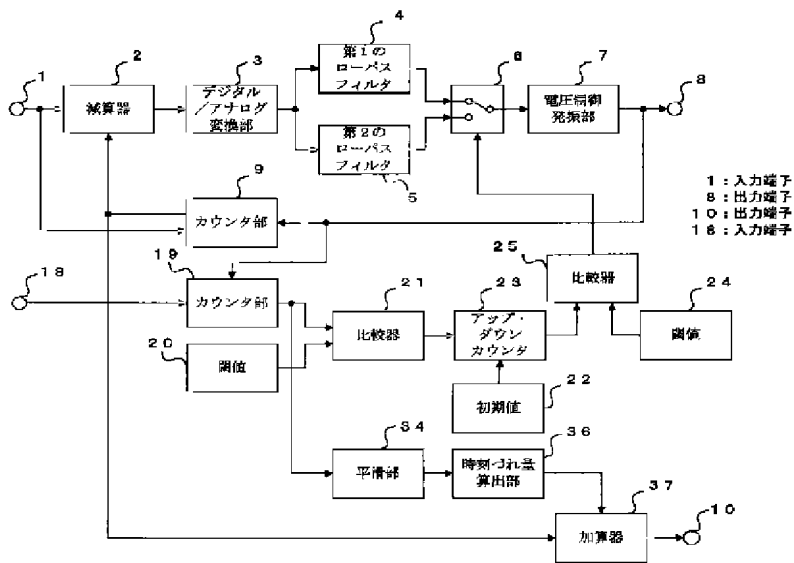 1
2
減算器
3
デジタル
／アナログ
変換部
4
第１の
ローパス
フィルタ
第２の
ローパス
フィルタ
5
6
7
電圧制御
発振部
8
9
カウンタ部
1：入力端子
8：出力端子
10：出力端子
18：入力端子
18
19
カウンタ部
20
閾値
21
比較器
23
アップ・
ダウン
カウンタ
25
比較器
24
閾値
22
初期値
34
平滑部
36
時刻づれ量
算出部
37
加算器
10